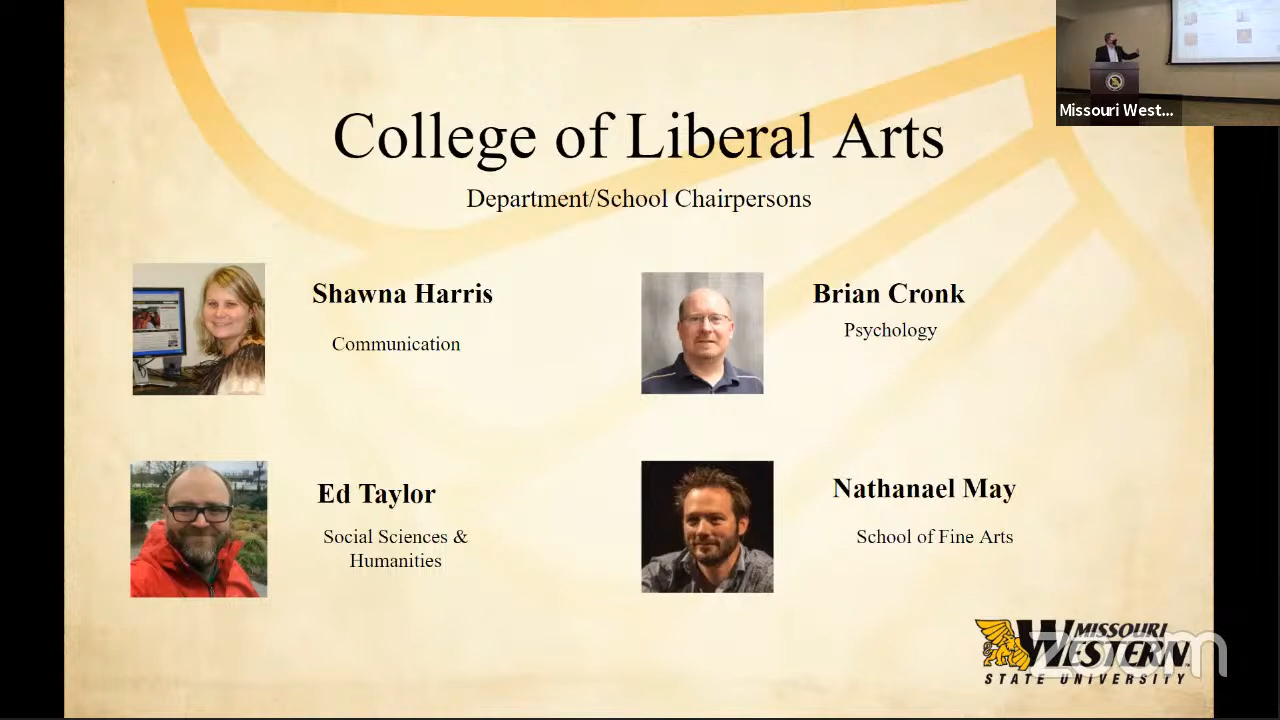 College of Liberal Arts
Department/School Chairpersons
Missouri West...
Shawna Harris
Communication
Brian Cronk
Psychology
Ed Taylor
Social Sciences &
Humanities
Nathanael May
School of Fine Arts
MISSOURI
WESTERN
STATE UNIVERSITY
zoom